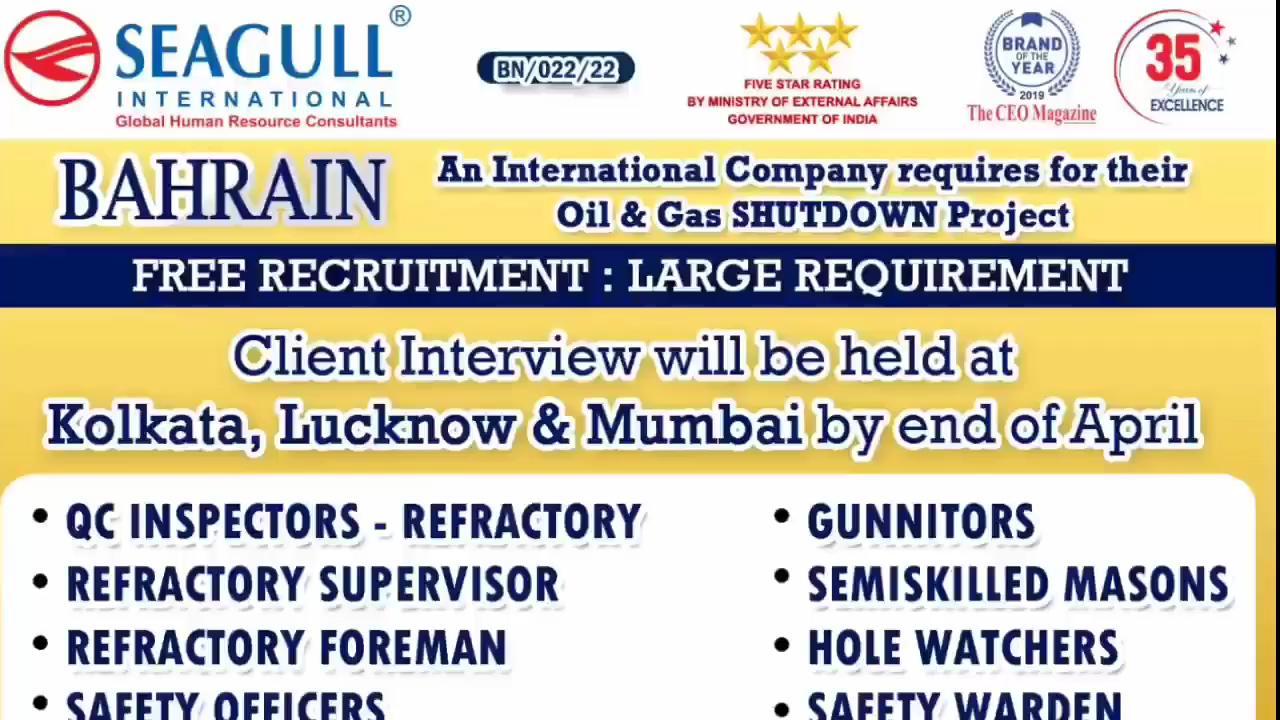 SEAGULL®
INTERNATIONAL
Global Human Resource Consultants
BN/022/22
FIVE STAR RATING
BY MINISTRY OF EXTERNAL AFFAIRS
GOVERNMENT OF INDIA
BRAND
OF THE
YEAR
2019
The CEO Magazine
35
Years of
EXCELLENCE
BAHRAIN
An International Company requires for their
Oil & Gas SHUTDOWN Project
FREE RECRUITMENT : LARGE REQUIREMENT
Client Interview will be held at
Kolkata, Lucknow & Mumbai by end of April
• QC INSPECTORS - REFRACTORY
• REFRACTORY SUPERVISOR
• REFRACTORY FOREMAN
• SAFETY OFFICERS
• GUNNITORS
• SEMISKILLED MASONS
• HOLE WATCHERS
• SAFETY WARDEN